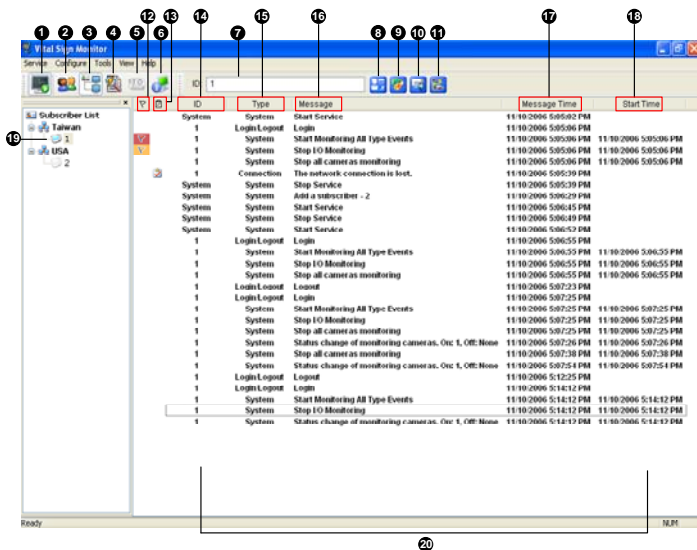 12 13 14 15 16 17 18
1 2 3 4 5 6 7 8 9 10 11
Vital Sign Monitor
Service Configure Tools View Help
ID: 1
ID Type Message Message Time Start Time
Subscriber List
Taiwan
19
1
USA
2
System System Start Service 11/10/2006 5:05:02 PM
1 Login/Logout Login 11/10/2006 5:05:06 PM
1 System Start Monitoring All Type Events 11/10/2006 5:05:06 PM 11/10/2006 5:05:06 PM
1 System Stop I/O Monitoring 11/10/2006 5:05:06 PM 11/10/2006 5:05:06 PM
1 System Stop all cameras monitoring 11/10/2006 5:05:06 PM 11/10/2006 5:05:06 PM
1 Connection The network connection is lost. 11/10/2006 5:05:39 PM
System System Stop Service 11/10/2006 5:05:39 PM
System System Add a subscriber - 2 11/10/2006 5:06:29 PM
System System Start Service 11/10/2006 5:06:45 PM
System System Stop Service 11/10/2006 5:06:49 PM
System System Start Service 11/10/2006 5:06:52 PM
1 Login/Logout Login 11/10/2006 5:06:55 PM
1 System Start Monitoring All Type Events 11/10/2006 5:06:55 PM 11/10/2006 5:06:55 PM
1 System Stop I/O Monitoring 11/10/2006 5:06:55 PM 11/10/2006 5:06:55 PM
1 System Stop all cameras monitoring 11/10/2006 5:06:55 PM 11/10/2006 5:06:55 PM
1 Login/Logout Logout 11/10/2006 5:07:23 PM
1 Login/Logout Login 11/10/2006 5:07:25 PM
1 System Start Monitoring All Type Events 11/10/2006 5:07:25 PM 11/10/2006 5:07:25 PM
1 System Stop I/O Monitoring 11/10/2006 5:07:25 PM 11/10/2006 5:07:25 PM
1 System Stop all cameras monitoring 11/10/2006 5:07:25 PM 11/10/2006 5:07:25 PM
1 System Status change of monitoring cameras. On: 1, Off: None 11/10/2006 5:07:26 PM 11/10/2006 5:07:26 PM
1 System Stop all cameras monitoring 11/10/2006 5:07:38 PM 11/10/2006 5:07:38 PM
1 System Status change of monitoring cameras. On: 1, Off: None 11/10/2006 5:07:54 PM 11/10/2006 5:07:54 PM
1 Login/Logout Logout 11/10/2006 5:12:25 PM
1 Login/Logout Login 11/10/2006 5:14:12 PM
1 System Start Monitoring All Type Events 11/10/2006 5:14:12 PM 11/10/2006 5:14:12 PM
1 System Stop I/O Monitoring 11/10/2006 5:14:12 PM 11/10/2006 5:14:12 PM
1 System Status change of monitoring cameras. On: 1, Off: None 11/10/2006 5:14:12 PM 11/10/2006 5:14:12 PM
Ready NUM
20